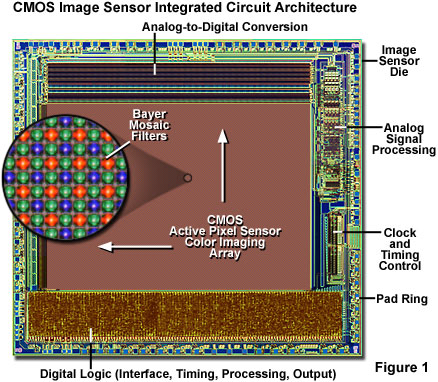 CMOS Image Sensor Integrated Circuit Architecture
Analog-to-Digital Conversion
Image
Sensor
Die
Bayer
Mosaic
Filters
Analog
Signal
Processing
CMOS
Active Pixel Sensor
Color Imaging
Array
Clock
and
Timing
Control
Pad Ring
Digital Logic (Interface, Timing, Processing, Output)
Figure 1